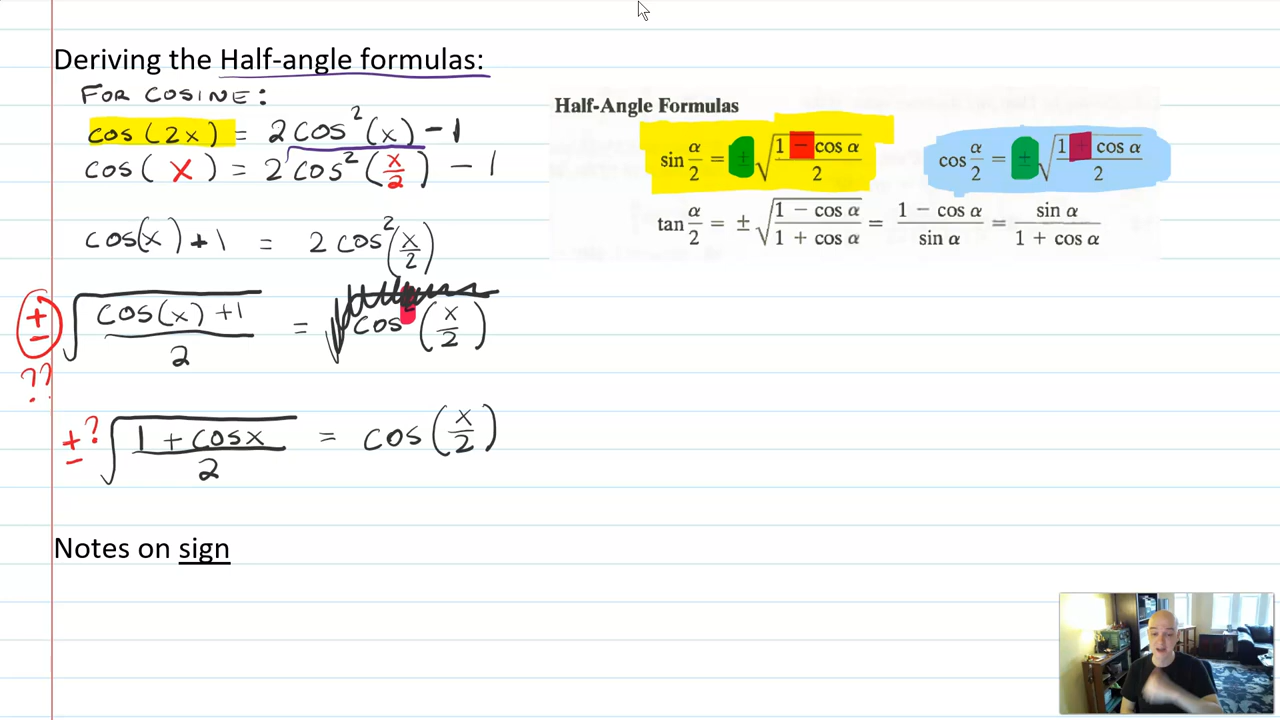 Deriving the Half-angle formulas:
FOR COSINE:
cos(2x) = 2cos²(x) - 1
cos(x) = 2cos²(x/2) - 1
cos(x) + 1 = 2cos²(x/2)
± √((cos(x) + 1)/2) = cos²(x/2)
??
±? √((1 + cosx)/2) = cos(x/2)
Notes on sign
Half-Angle Formulas
sin α/2 = ± √((1 − cos α)/2)
cos α/2 = ± √((1 + cos α)/2)
tan α/2 = ± √((1 − cos α)/(1 + cos α)) = (1 − cos α)/sin α = sin α/(1 + cos α)